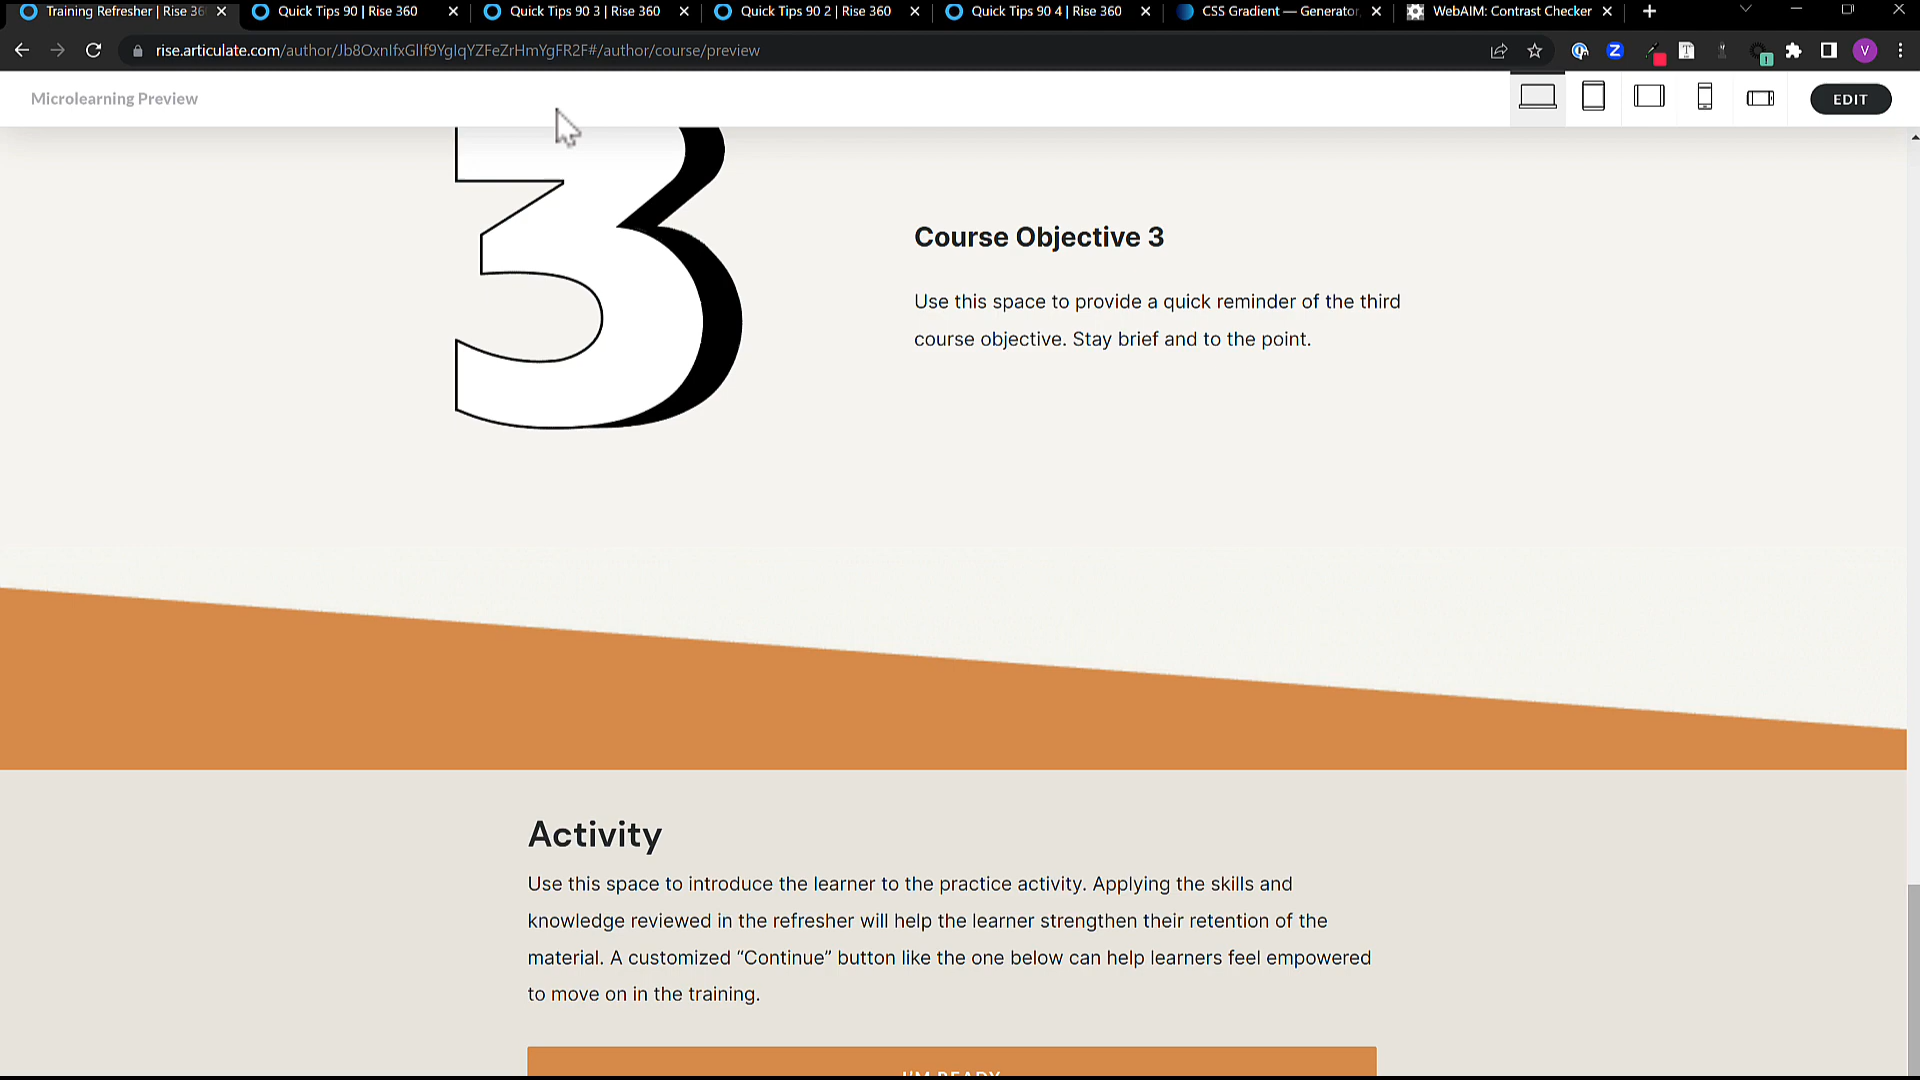 Training Refresher | Rise 36
Quick Tips 90 | Rise 360
Quick Tips 90 3 | Rise 360
Quick Tips 90 2 | Rise 360
Quick Tips 90 4 | Rise 360
CSS Gradient — Generator,
WebAIM: Contrast Checker
rise.articulate.com/author/Jb8OxnIfxGlIf9YgIqYZFeZrHmYgFR2F#/author/course/preview
V
Microlearning Preview
EDIT
3
Course Objective 3
Use this space to provide a quick reminder of the third
course objective. Stay brief and to the point.
Activity
Use this space to introduce the learner to the practice activity. Applying the skills and
knowledge reviewed in the refresher will help the learner strengthen their retention of the
material. A customized “Continue” button like the one below can help learners feel empowered
to move on in the training.
I'M READY